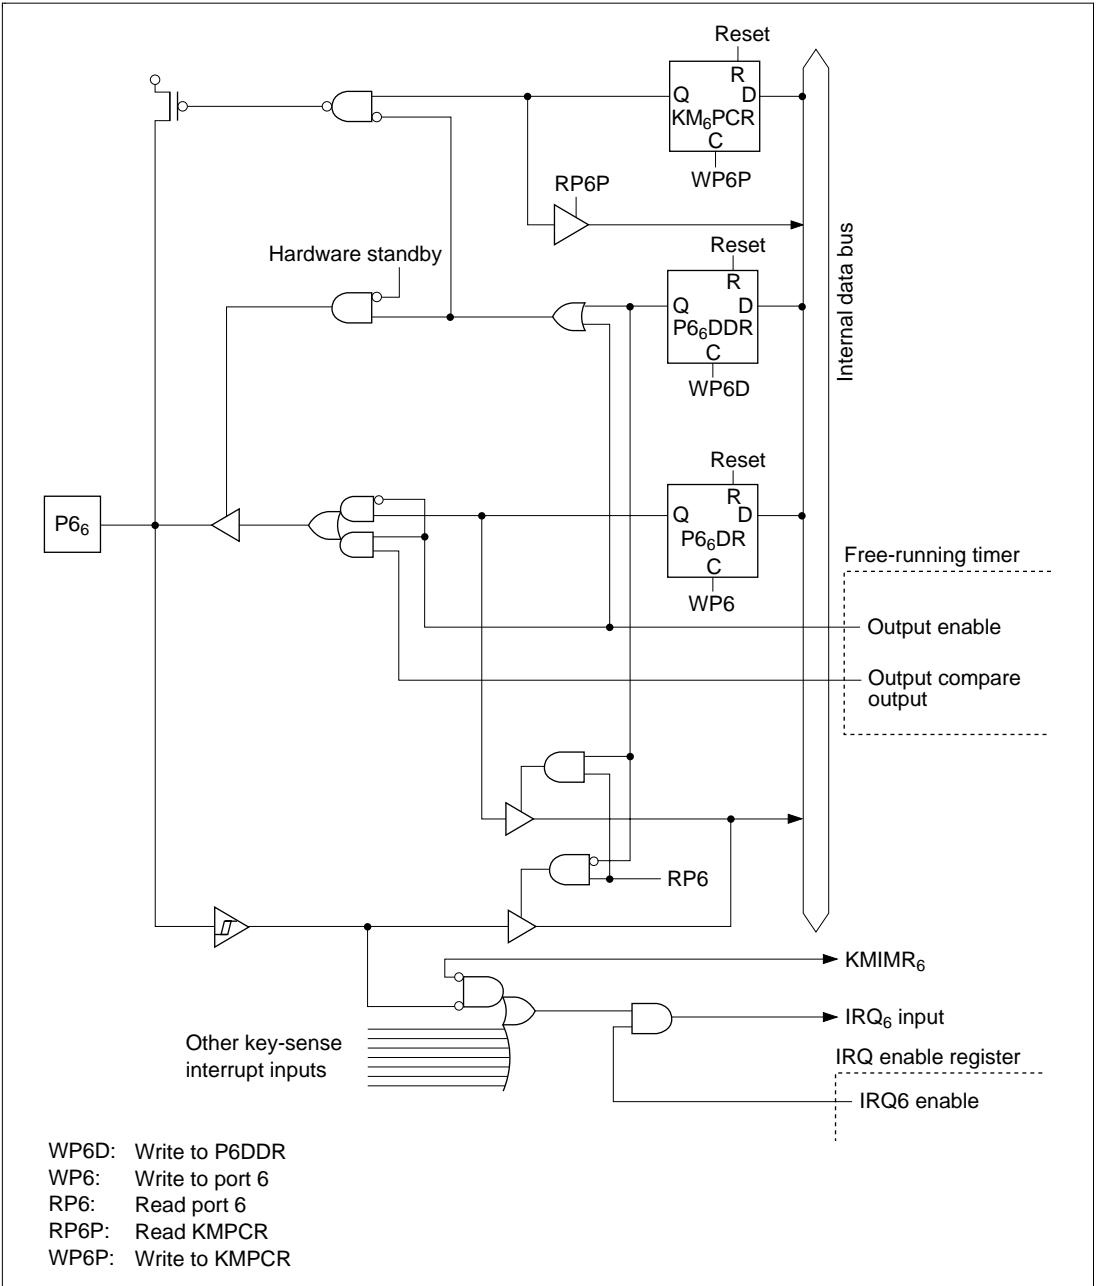 Reset
R
Q D
KM6PCR
C
WP6P
RP6P
Hardware standby
Reset
R
Q D
P66DDR
C
WP6D
Internal data bus
Reset
R
Q D
P66DR
C
WP6
P66
Free-running timer
Output enable
Output compare
output
RP6
KMIMR6
IRQ6 input
Other key-sense
interrupt inputs
IRQ enable register
IRQ6 enable
WP6D: Write to P6DDR
WP6: Write to port 6
RP6: Read port 6
RP6P: Read KMPCR
WP6P: Write to KMPCR